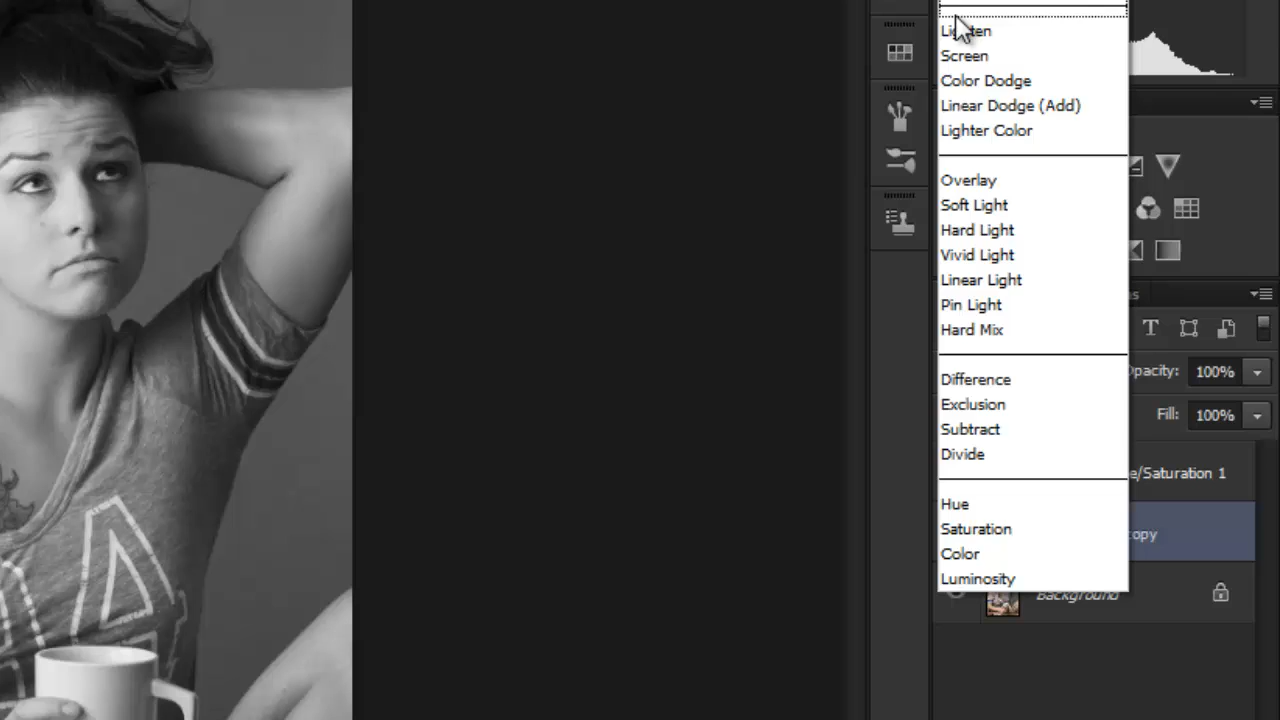 Lighten
Screen
Color Dodge
Linear Dodge (Add)
Lighter Color
Overlay
Soft Light
Hard Light
Vivid Light
Linear Light
Pin Light
Hard Mix
Difference
Exclusion
Subtract
Divide
Hue
Saturation
Color
Luminosity
ns
T
Opacity: 100%
Fill: 100%
e/Saturation 1
copy
Background